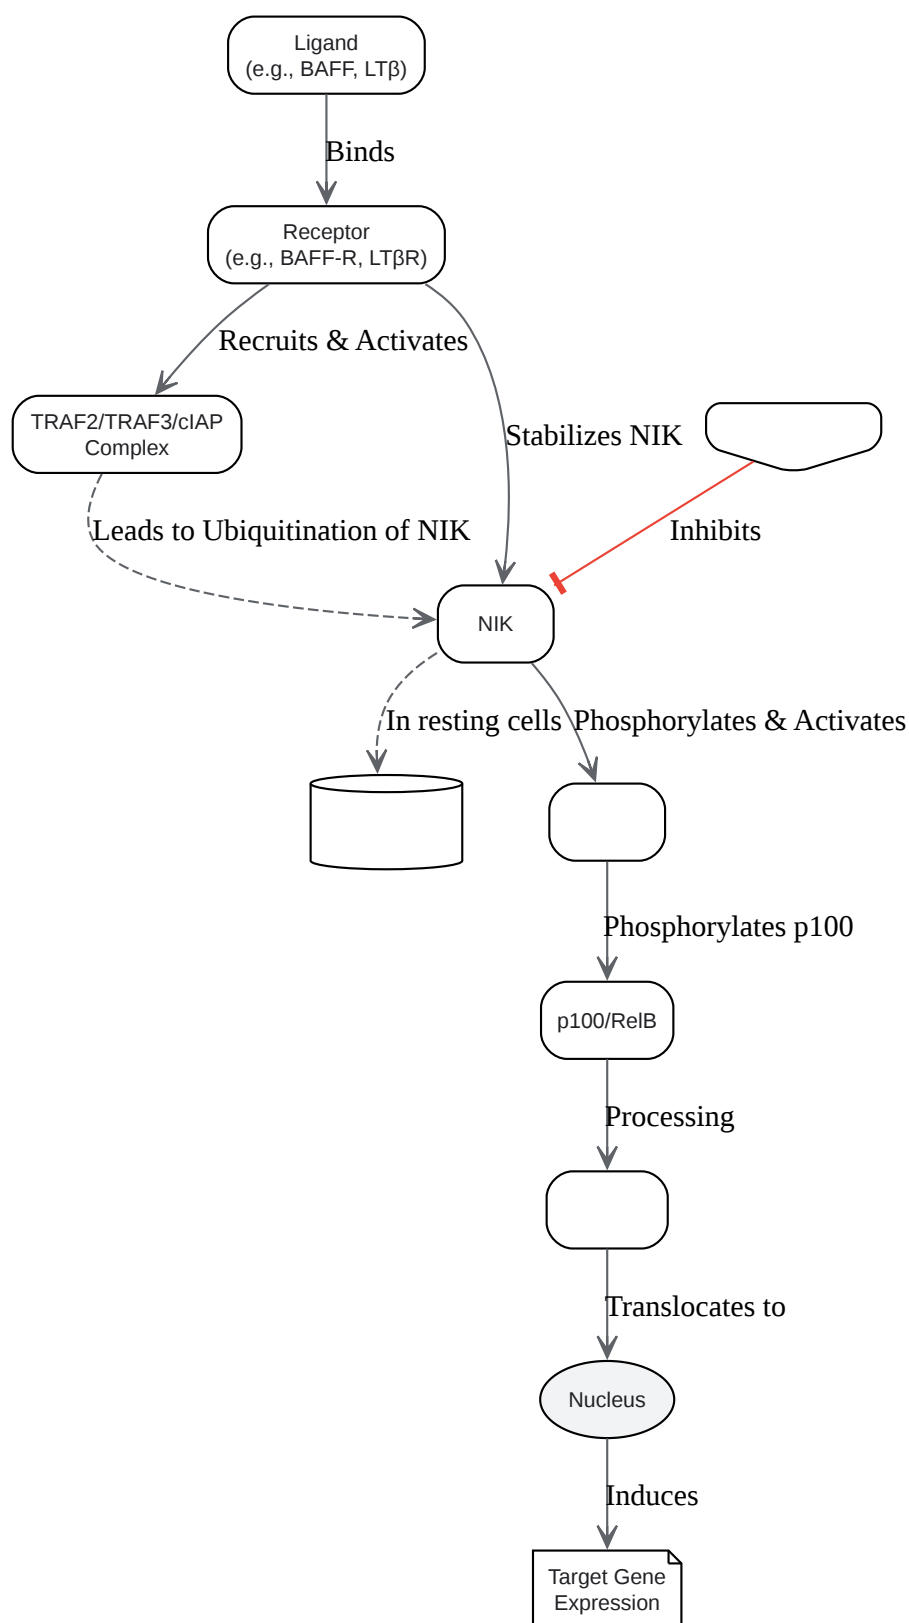 Ligand
(e.g., BAFF, LTβ)
Binds
Receptor
(e.g., BAFF-R, LTβR)
Recruits & Activates
TRAF2/TRAF3/cIAP
Complex
Stabilizes NIK
Leads to Ubiquitination of NIK
Inhibits
NIK
In resting cells
Phosphorylates & Activates
Phosphorylates p100
p100/RelB
Processing
Translocates to
Nucleus
Induces
Target Gene
Expression